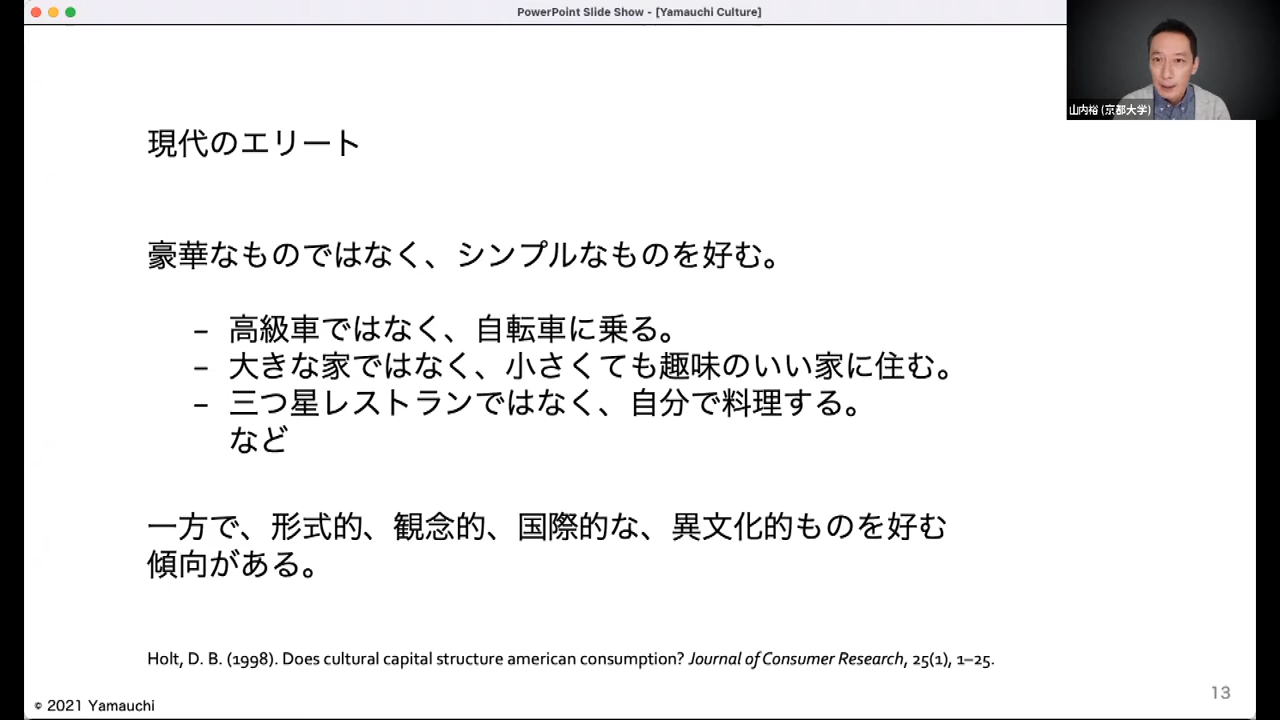 PowerPoint Slide Show - [Yamauchi Culture]
山内裕 (京都大学)
現代のエリート
豪華なものではなく、シンプルなものを好む。
– 高級車ではなく、自転車に乗る。
– 大きな家ではなく、小さくても趣味のいい家に住む。
– 三つ星レストランではなく、自分で料理する。
など
一方で、形式的、観念的、国際的な、異文化的ものを好む
傾向がある。
Holt, D. B. (1998). Does cultural capital structure american consumption? Journal of Consumer Research, 25(1), 1–25.
13
© 2021 Yamauchi